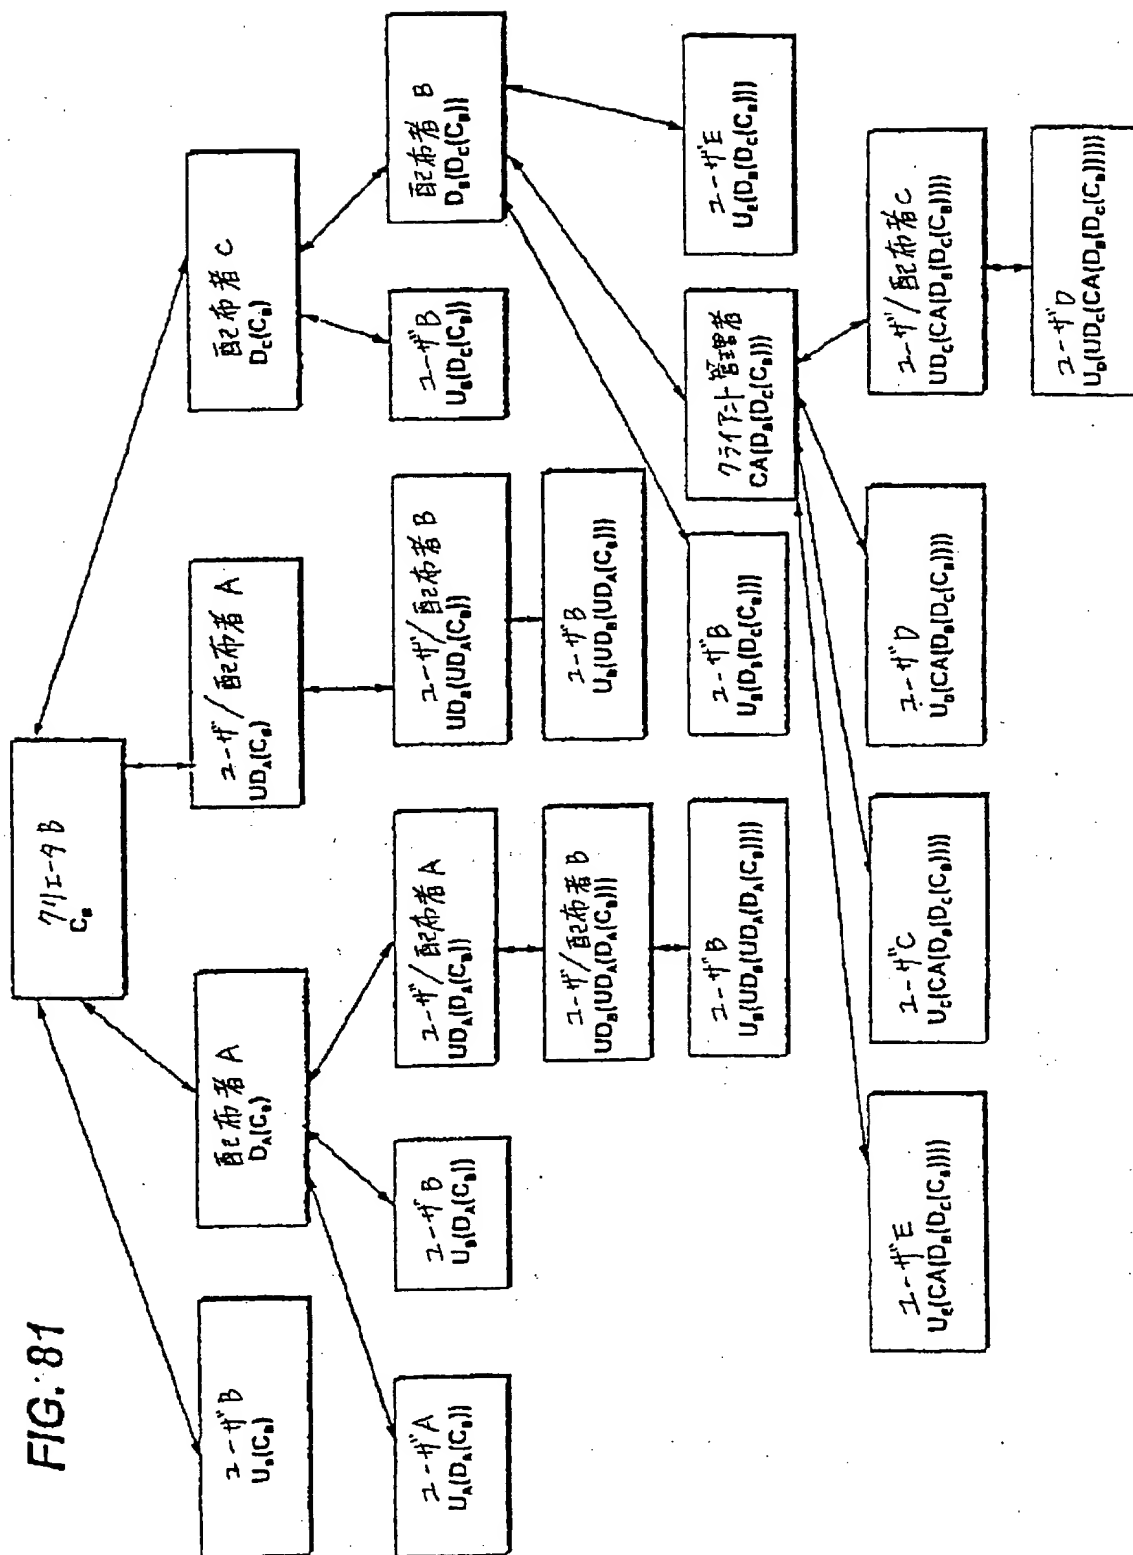 FIG. 81
クリエータB
C_B
ユーザB
U_B(C_B)
配布者 A
D_A(C_B)
ユーザ/配布者 A
UD_A(C_B)
配布者 C
D_C(C_B)
ユーザA
U_A(D_A(C_B))
ユーザB
U_B(D_A(C_B))
ユーザ/配布者A
UD_A(D_A(C_B))
ユーザ/配布者B
UD_B(UD_A(C_B))
ユーザB
U_B(D_C(C_B))
配布者 B
D_B(D_C(C_B))
ユーザ/配布者B
UD_B(UD_A(D_A(C_B)))
ユーザB
U_B(UD_B(UD_A(C_B)))
ユーザB
U_B(UD_B(UD_A(D_A(C_B))))
ユーザB
U_B(D_B(D_C(C_B)))
クライアント管理者
CA(D_B(D_C(C_B)))
ユーザE
U_E(D_B(D_C(C_B)))
ユーザE
U_E(CA(D_B(D_C(C_B))))
ユーザC
U_C(CA(D_B(D_C(C_B))))
ユーザD
U_D(CA(D_B(D_C(C_B))))
ユーザ/配布者C
UD_C(CA(D_B(D_C(C_B))))
ユーザD
U_D(UD_C(CA(D_B(D_C(C_B)))))